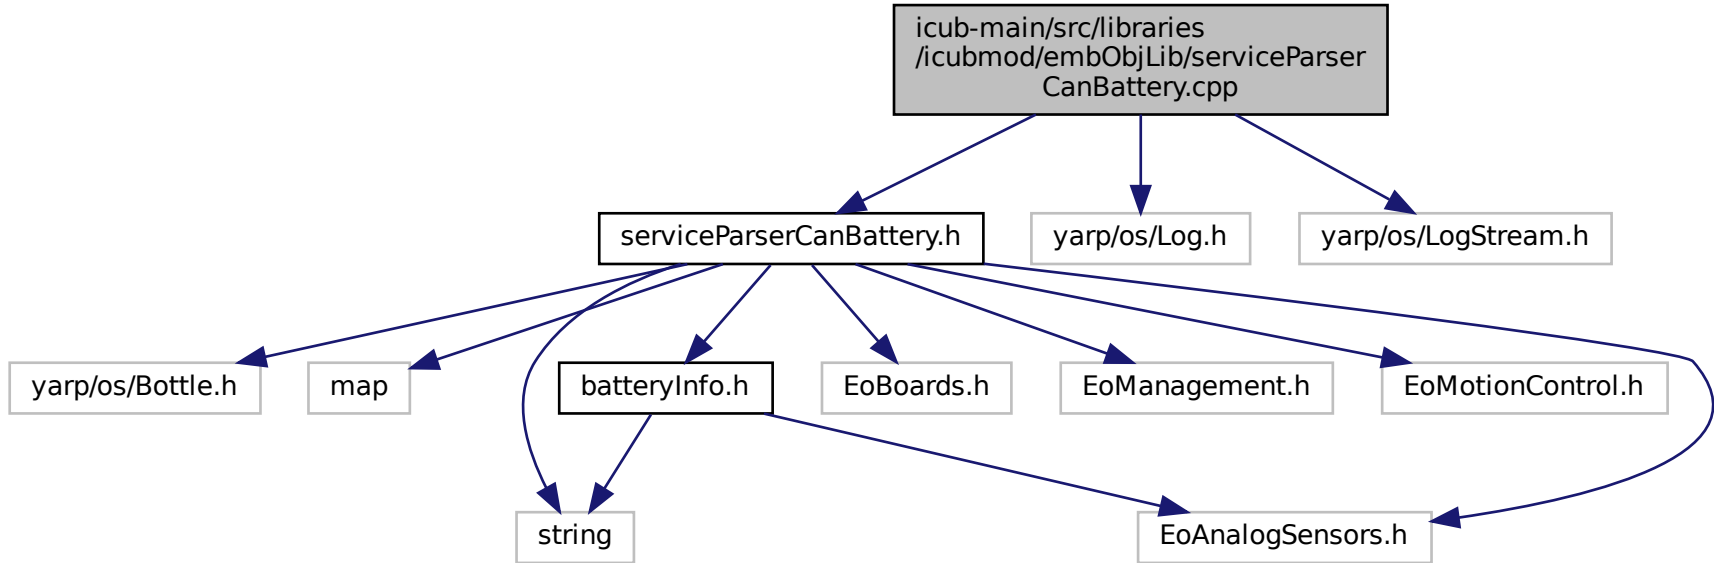 icub-main/src/libraries
/icubmod/embObjLib/serviceParser
CanBattery.cpp
serviceParserCanBattery.h
yarp/os/Log.h
yarp/os/LogStream.h
yarp/os/Bottle.h
map
batteryInfo.h
EoBoards.h
EoManagement.h
EoMotionControl.h
string
EoAnalogSensors.h